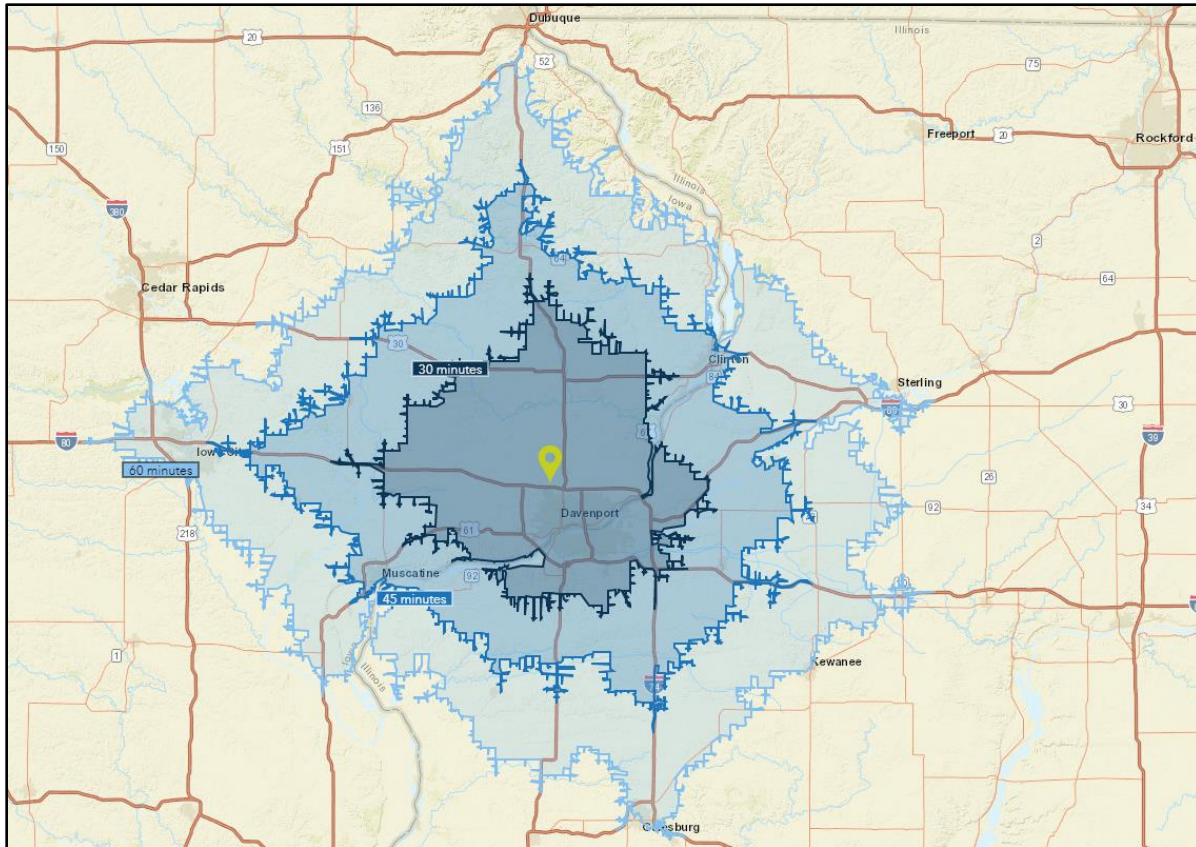 Dubuque
20
Illinois
52
75
136
Freeport
20
Rockford
150
151
Illinois
Iowa
380
2
64
64
Cedar Rapids
30
Clinton
30 minutes
84
Sterling
30
80
39
60 minutes
Davenport
92
34
61
218
Muscatine
92
45 minutes
Kewanee
1
Illinois